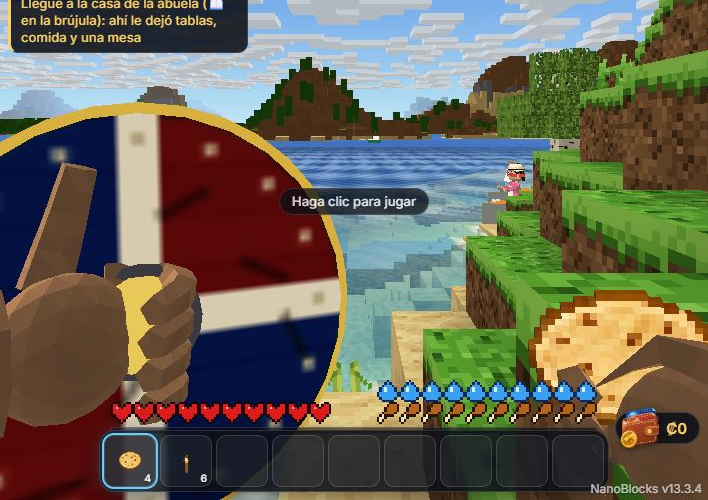 Llegue a la casa de la abuela (📖
en la brújula): ahí le dejó tablas,
comida y una mesa
Haga clic para jugar
4
6
₡0
NanoBlocks v13.3.4